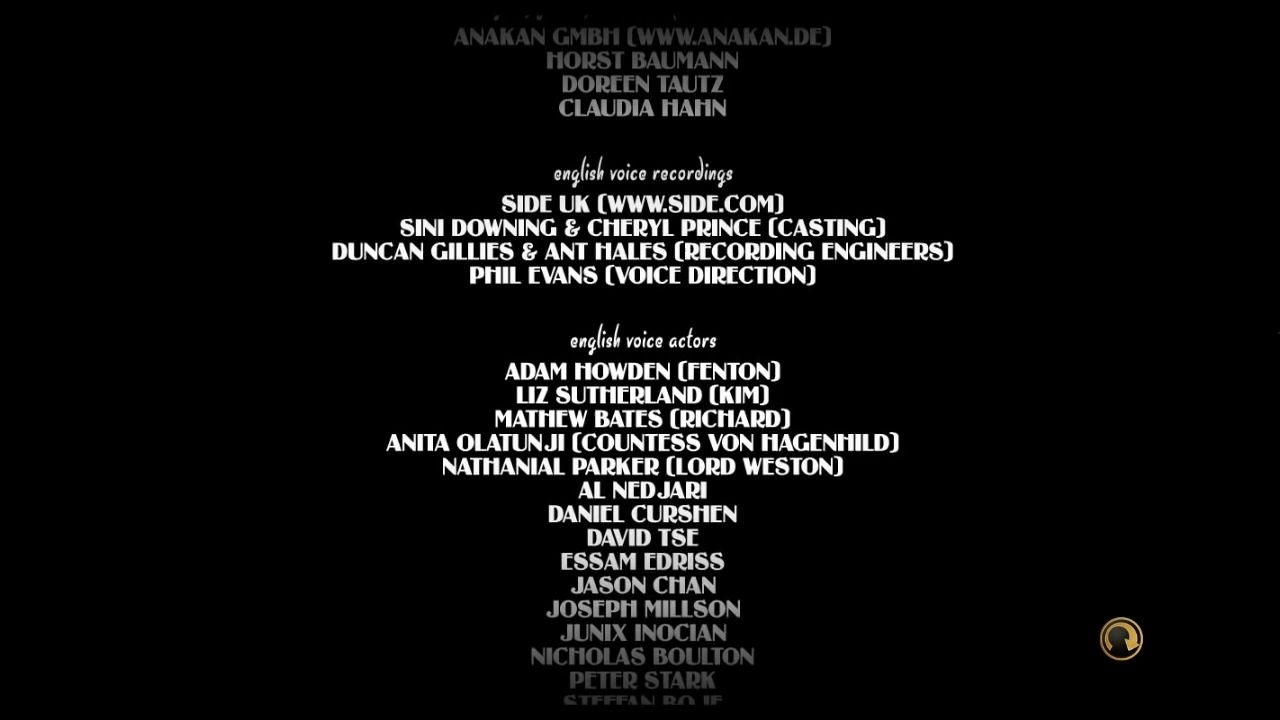 ANAKAN GMBH (WWW.ANAKAN.DE)
HORST BAUMANN
DOREEN TAUTZ
CLAUDIA HAHN
english voice recordings
SIDE UK (WWW.SIDE.COM)
SINI DOWNING & CHERYL PRINCE (CASTING)
DUNCAN GILLIES & ANT HALES (RECORDING ENGINEERS)
PHIL EVANS (VOICE DIRECTION)
english voice actors
ADAM HOWDEN (FENTON)
LIZ SUTHERLAND (KIM)
MATHEW BATES (RICHARD)
ANITA OLATUNJI (COUNTESS VON HAGENHILD)
NATHANIAL PARKER (LORD WESTON)
AL NEDJARI
DANIEL CURSHEN
DAVID TSE
ESSAM EDRISS
JASON CHAN
JOSEPH MILLSON
JUNIX INOCIAN
NICHOLAS BOULTON
PETER STARK